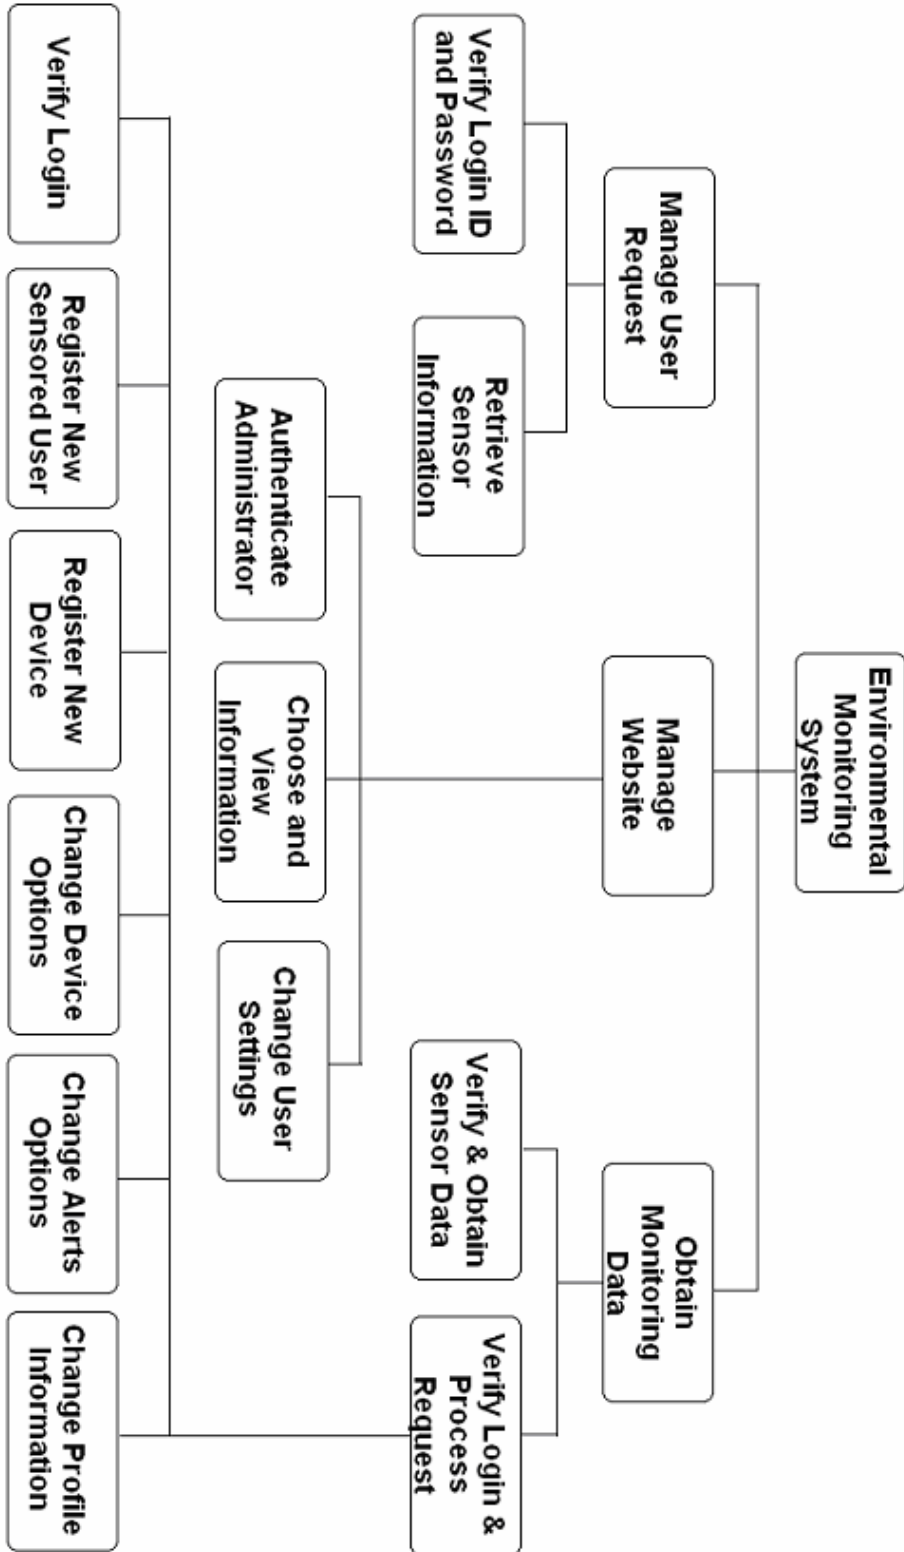 Environmental
Monitoring
System
Manage User
Request
Manage
Website
Obtain
Monitoring
Data
Verify Login ID
and Password
Retrieve
Sensor
Information
Verify & Obtain
Sensor Data
Verify Login &
Process
Request
Authenticate
Administrator
Choose and
View
Information
Change User
Settings
Verify Login
Register New
Sensored User
Register New
Device
Change Device
Options
Change Alerts
Options
Change Profile
Information